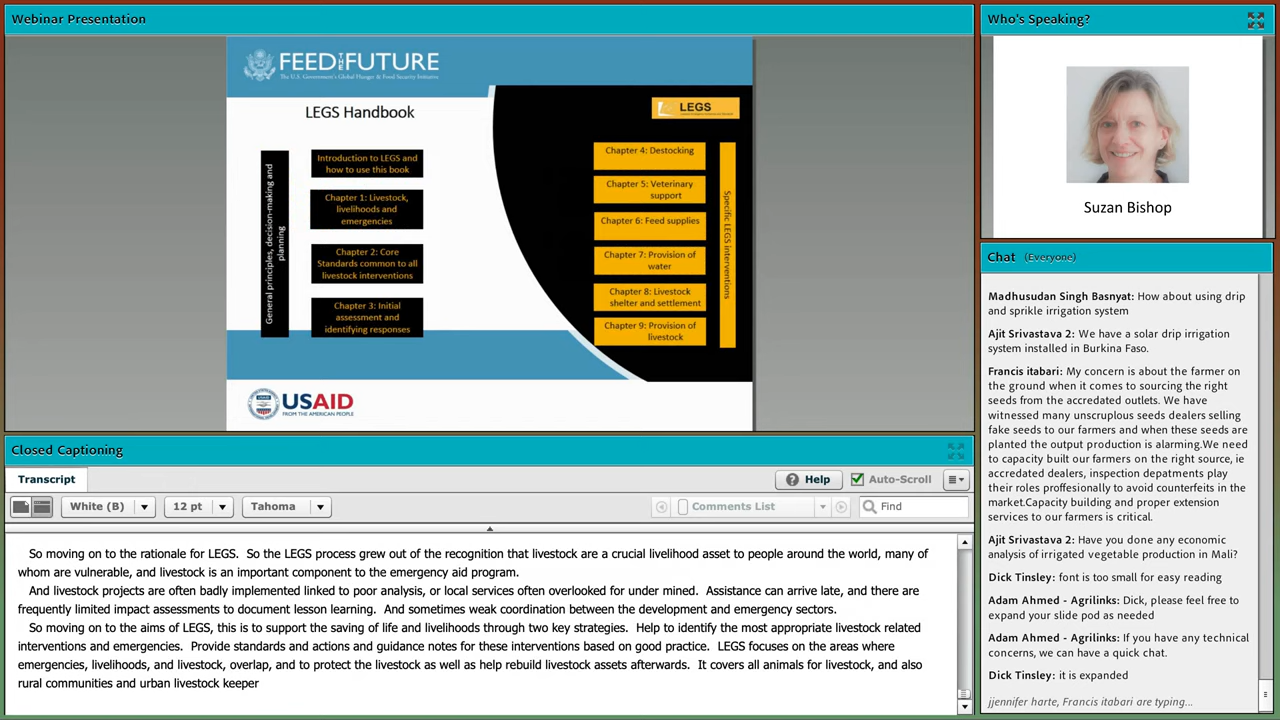 Webinar Presentation
FEED THE FUTURE
The U.S. Government's Global Hunger & Food Security Initiative
LEGS Handbook
LEGS
General principles, decision-making and
planning
Introduction to LEGS and
how to use this book
Chapter 1: Livestock,
livelihoods and
emergencies
Chapter 2: Core
Standards common to all
livestock interventions
Chapter 3: Initial
assessment and
identifying responses
Chapter 4: Destocking
Chapter 5: Veterinary
support
Chapter 6: Feed supplies
Chapter 7: Provision of
water
Chapter 8: Livestock
shelter and settlement
Chapter 9: Provision of
livestock
Specific LEGS interventions
USAID
FROM THE AMERICAN PEOPLE
Who's Speaking?
Suzan Bishop
Chat (Everyone)
Madhusudan Singh Basnyat: How about using drip
and sprikle irrigation system
Ajit Srivastava 2: We have a solar drip irrigation
system installed in Burkina Faso.
Francis itabari: My concern is about the farmer on
the ground when it comes to sourcing the right
seeds from the accredated outlets. We have
witnessed many unscruplous seeds dealers selling
fake seeds to our farmers and when these seeds are
planted the output production is alarming.We need
to capacity built our farmers on the right source, ie
accredated dealers, inspection depatments play
their roles proffesionally to avoid counterfeits in the
market.Capacity building and proper extension
services to our farmers is critical.
Ajit Srivastava 2: Have you done any economic
analysis of irrigated vegetable production in Mali?
Dick Tinsley: font is too small for easy reading
Adam Ahmed - Agrilinks: Dick, please feel free to
expand your slide pod as needed
Adam Ahmed - Agrilinks: If you have any technical
concerns, we can have a quick chat.
Dick Tinsley: it is expanded
jjennifer harte, Francis itabari are typing...
Closed Captioning
Transcript
Help
Auto-Scroll
White (B)
12 pt
Tahoma
Comments List
Find
So moving on to the rationale for LEGS. So the LEGS process grew out of the recognition that livestock are a crucial livelihood asset to people around the world, many of
whom are vulnerable, and livestock is an important component to the emergency aid program.
And livestock projects are often badly implemented linked to poor analysis, or local services often overlooked for under mined. Assistance can arrive late, and there are
frequently limited impact assessments to document lesson learning. And sometimes weak coordination between the development and emergency sectors.
So moving on to the aims of LEGS, this is to support the saving of life and livelihoods through two key strategies. Help to identify the most appropriate livestock related
interventions and emergencies. Provide standards and actions and guidance notes for these interventions based on good practice. LEGS focuses on the areas where
emergencies, livelihoods, and livestock, overlap, and to protect the livestock as well as help rebuild livestock assets afterwards. It covers all animals for livestock, and also
rural communities and urban livestock keeper